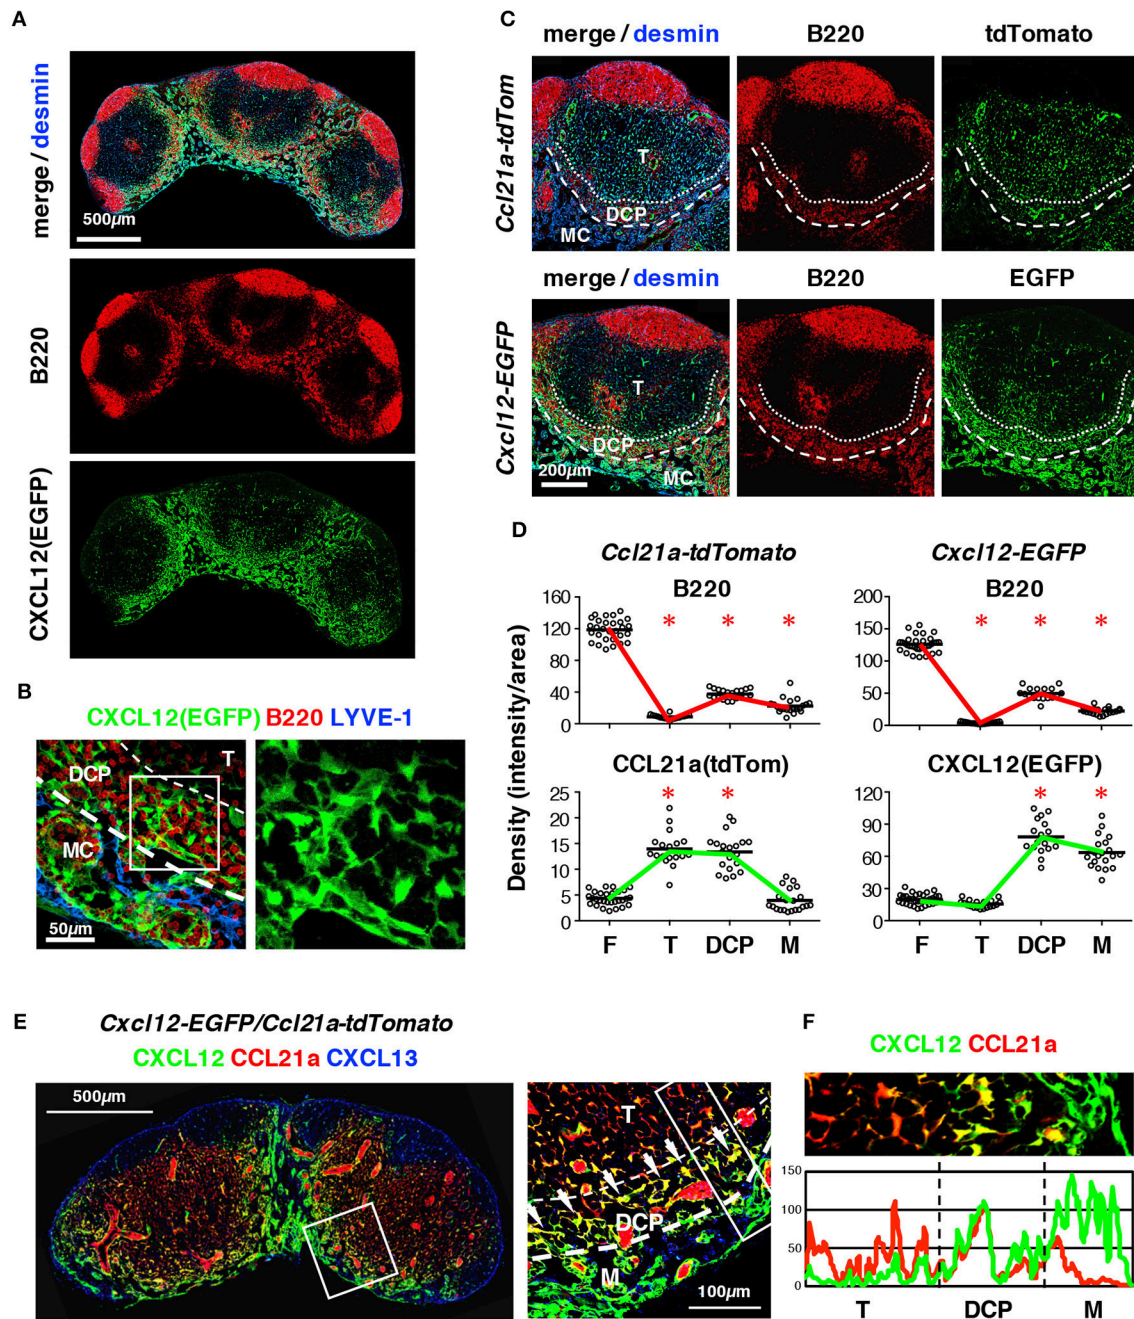 A
merge / desmin
500µm
B220
CXCL12(EGFP)
B
CXCL12(EGFP) B220 LYVE-1
DCP
T
MC
50µm
C
merge / desmin B220 tdTomato
Ccl21a-tdTom
T
DCP
MC
merge / desmin B220 EGFP
Cxcl12-EGFP
T
DCP
MC
200µm
D
Ccl21a-tdTomato Cxcl12-EGFP
B220 B220
Density (intensity/area)
160
120
80
40
0
* * *
200
150
100
50
0
* * *
CCL21a(tdTom) CXCL12(EGFP)
25
20
15
10
5
0
* *
F T DCP M
120
90
60
30
0
* *
F T DCP M
E
Cxcl12-EGFP/Ccl21a-tdTomato
CXCL12 CCL21a CXCL13
500µm
T
DCP
M
100µm
F
CXCL12 CCL21a
150
100
50
0
T DCP M